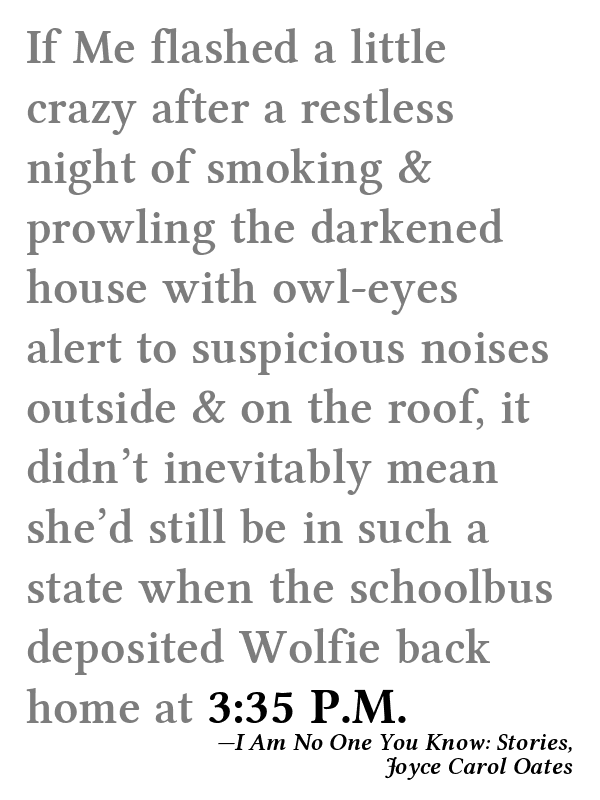 If Me flashed a little
crazy after a restless
night of smoking &
prowling the darkened
house with owl-eyes
alert to suspicious noises
outside & on the roof, it
didn’t inevitably mean
she’d still be in such a
state when the schoolbus
deposited Wolfie back
home at 3:35 P.M.
—I Am No One You Know: Stories,
Joyce Carol Oates